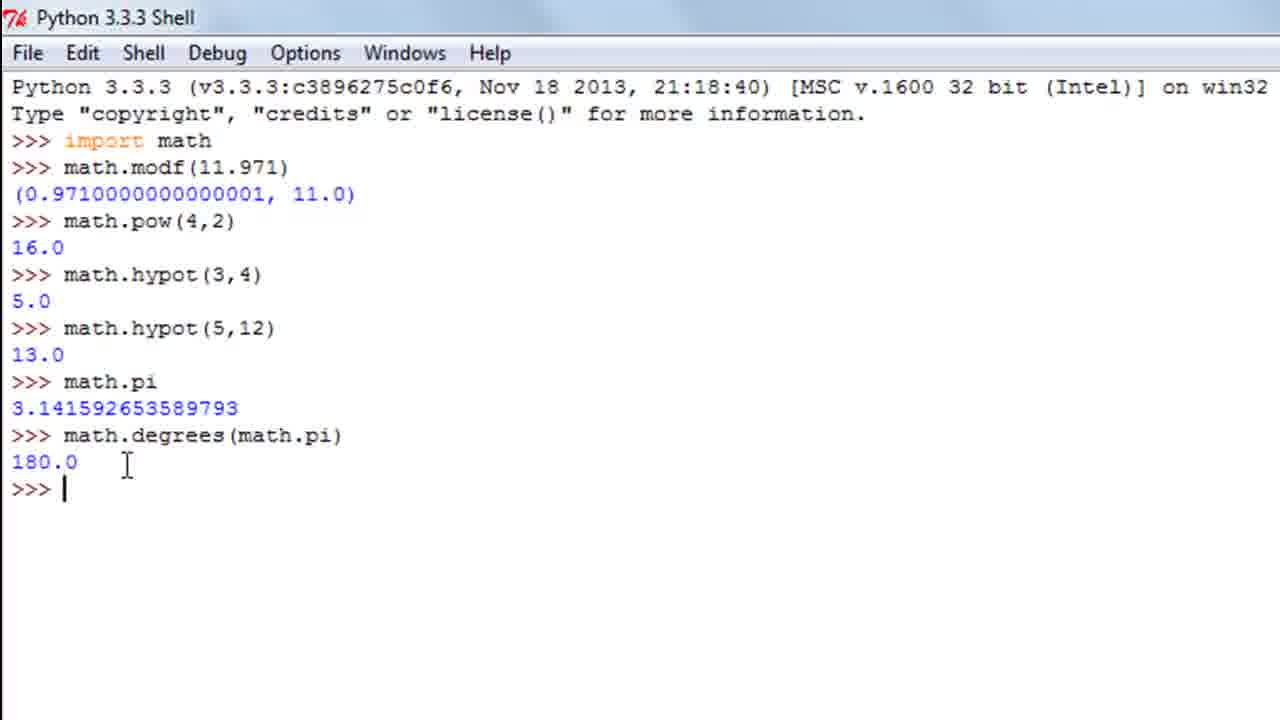 Python 3.3.3 Shell
File Edit Shell Debug Options Windows Help
Python 3.3.3 (v3.3.3:c3896275c0f6, Nov 18 2013, 21:18:40) [MSC v.1600 32 bit (Intel)] on win32
Type "copyright", "credits" or "license()" for more information.
>>> import math
>>> math.modf(11.971)
(0.9710000000000001, 11.0)
>>> math.pow(4,2)
16.0
>>> math.hypot(3,4)
5.0
>>> math.hypot(5,12)
13.0
>>> math.pi
3.141592653589793
>>> math.degrees(math.pi)
180.0
>>>